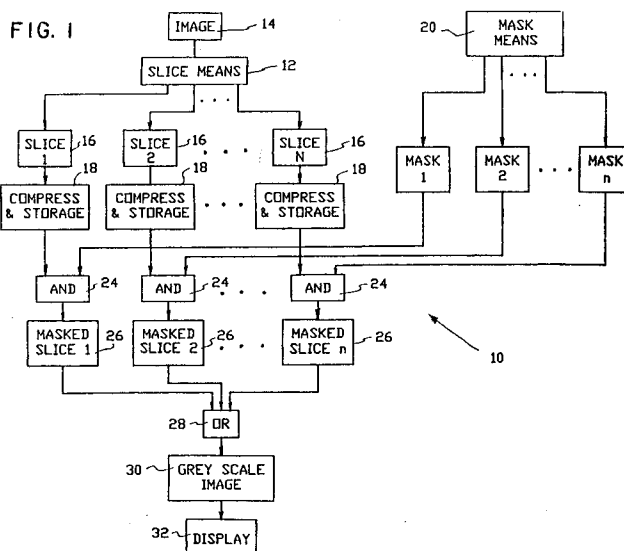 FIG. 1
IMAGE
14
20
MASK
MEANS
SLICE MEANS
12
. . .
. . .
SLICE
1
16
SLICE
2
16
. . .
SLICE
N
16
MASK
1
MASK
2
. . .
MASK
n
18
18
18
COMPRESS
& STORAGE
COMPRESS
& STORAGE
. . .
COMPRESS
& STORAGE
AND
24
AND
24
. . .
AND
24
MASKED
SLICE 1
26
MASKED
SLICE 2
26
. . .
MASKED
SLICE n
26
10
28
OR
30
GREY SCALE
IMAGE
32
DISPLAY